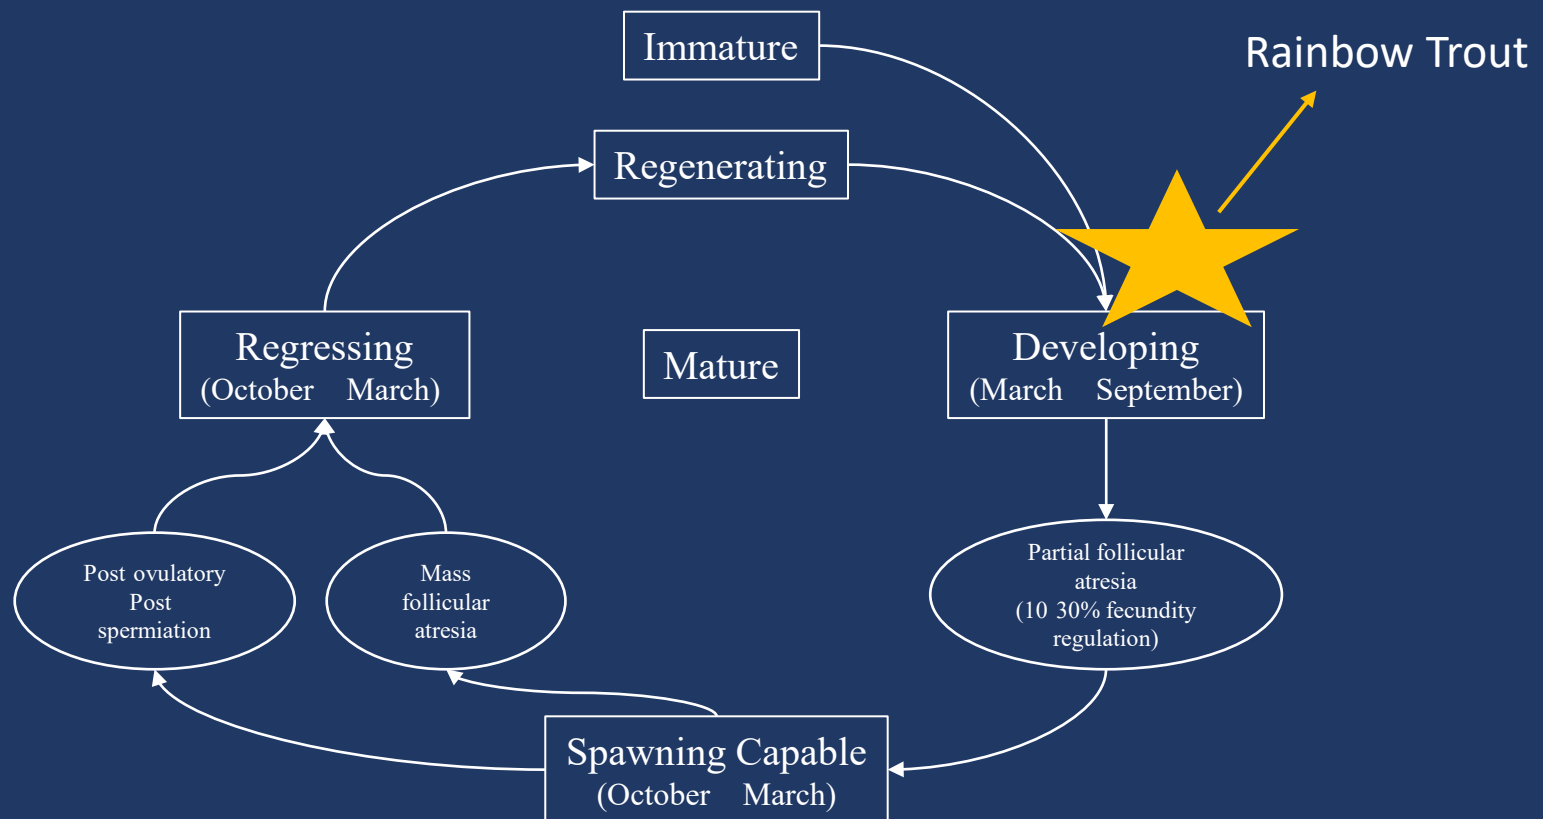 Immature
Rainbow Trout
Regenerating
Regressing
(October March)
Mature
Developing
(March September)
Post ovulatory
Post
spermiation
Mass
follicular
atresia
Partial follicular
atresia
(10 30% fecundity
regulation)
Spawning Capable
(October March)